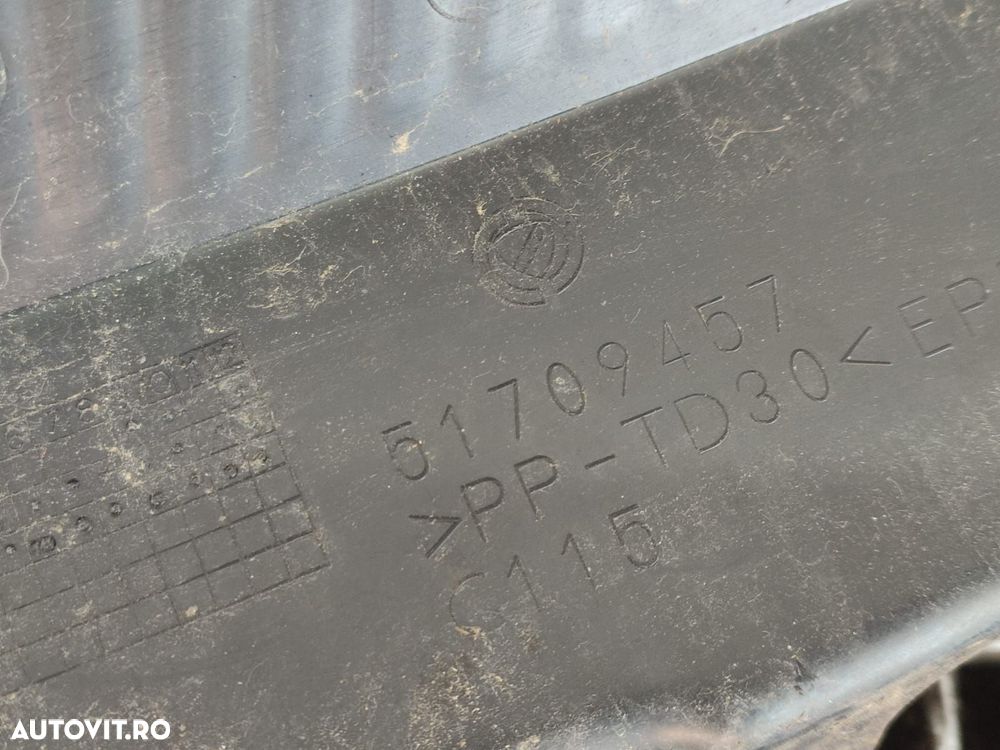 51709457
>PP-TD30< EP
C115
AUTOVIT.RO